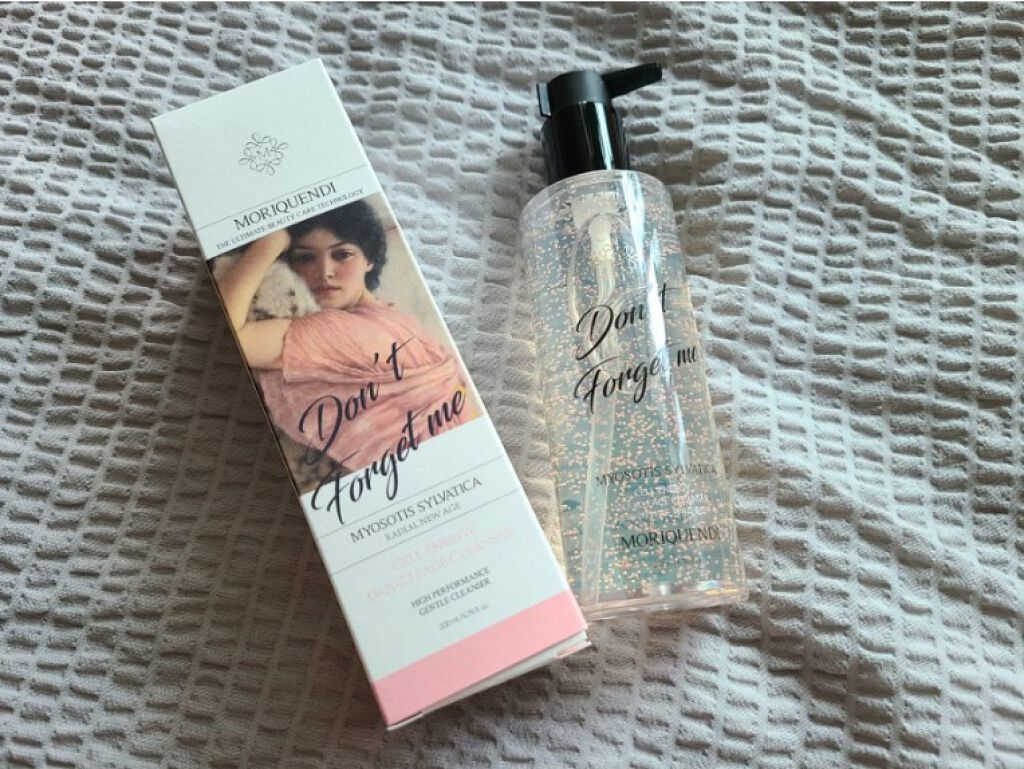 M
MORIQUENDI
THE ULTIMATE BEAUTY CARE TECHNOLOGY
Don't
Forget me
MYOSOTIS SYLVATICA
RADIAL NEW AGE
CELL ENERGY
LIQUID FACE CLEANSER
HIGH PERFORMANCE
GENTLE CLEANSER
Don't
Forget me
MYOSOTIS SYLVATICA
MORIQUENDI